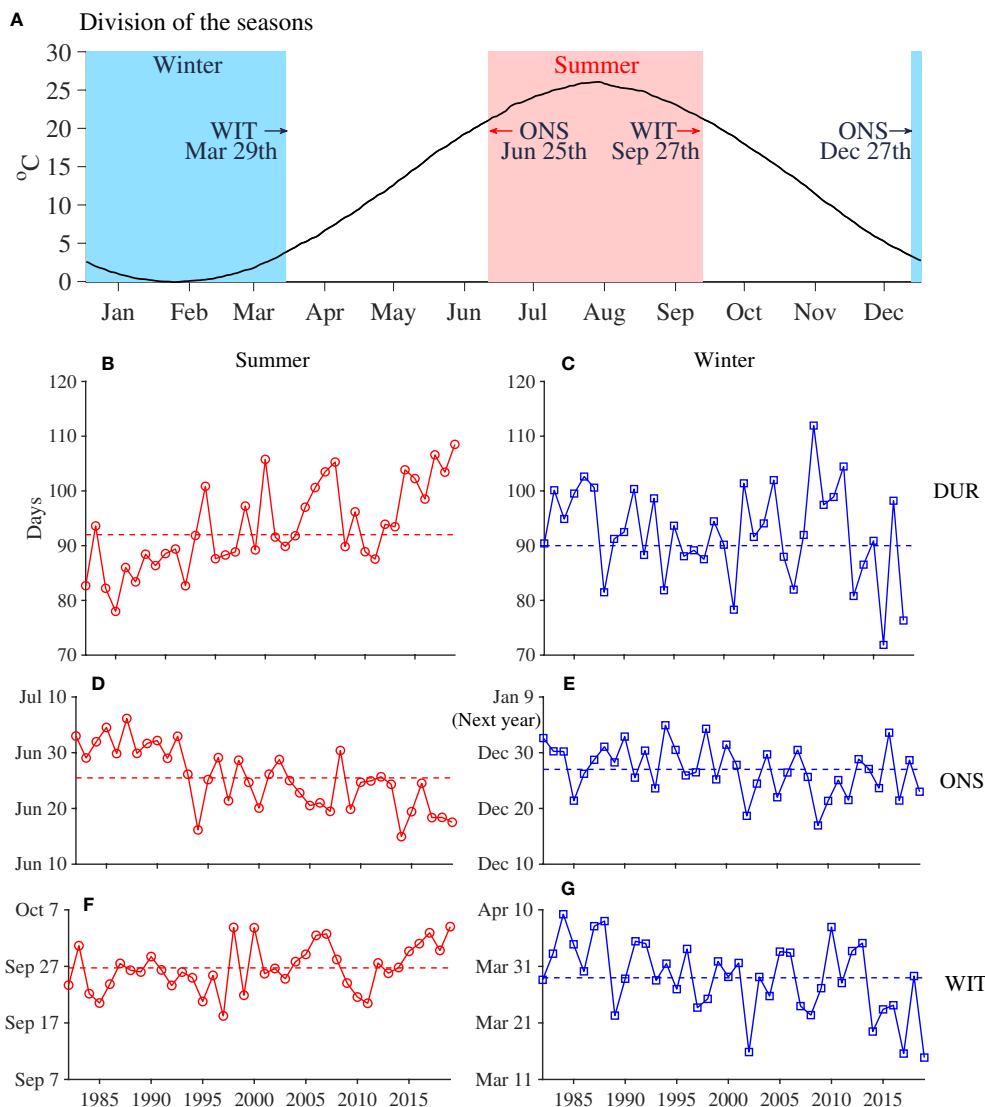 A
Division of the seasons
30
25
20
15
10
5
0
°C
Winter
Summer
WIT
Mar 29th
ONS
Jun 25th
WIT
Sep 27th
ONS
Dec 27th
Jan Feb Mar Apr May Jun Jul Aug Sep Oct Nov Dec
B
Summer
120
110
100
90
80
70
Days
C
Winter
120
110
100
90
80
70
DUR
D
Jul 10
Jun 30
Jun 20
Jun 10
E
Jan 9
(Next year)
Dec 30
Dec 20
Dec 10
ONS
F
Oct 7
Sep 27
Sep 17
Sep 7
1985 1990 1995 2000 2005 2010 2015
G
Apr 10
Mar 31
Mar 21
Mar 11
WIT
1985 1990 1995 2000 2005 2010 2015